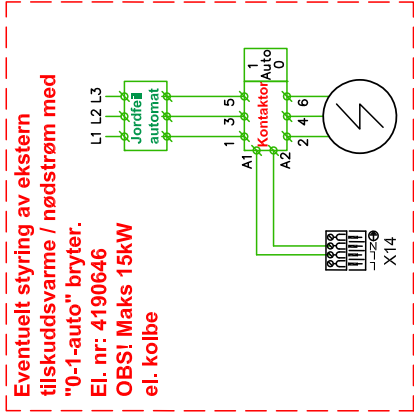 Eventuelt styring av ekstern
tilskuddsvarme / nødstrøm med
"0-1-auto" bryter.
El. nr: 4190646
OBS! Maks 15kW
el. kolbe
L1 L2 L3
Jordfeil
automat
1 3 5
Kontaktor
1
Auto
0
2 4 6
A1
A2
X14